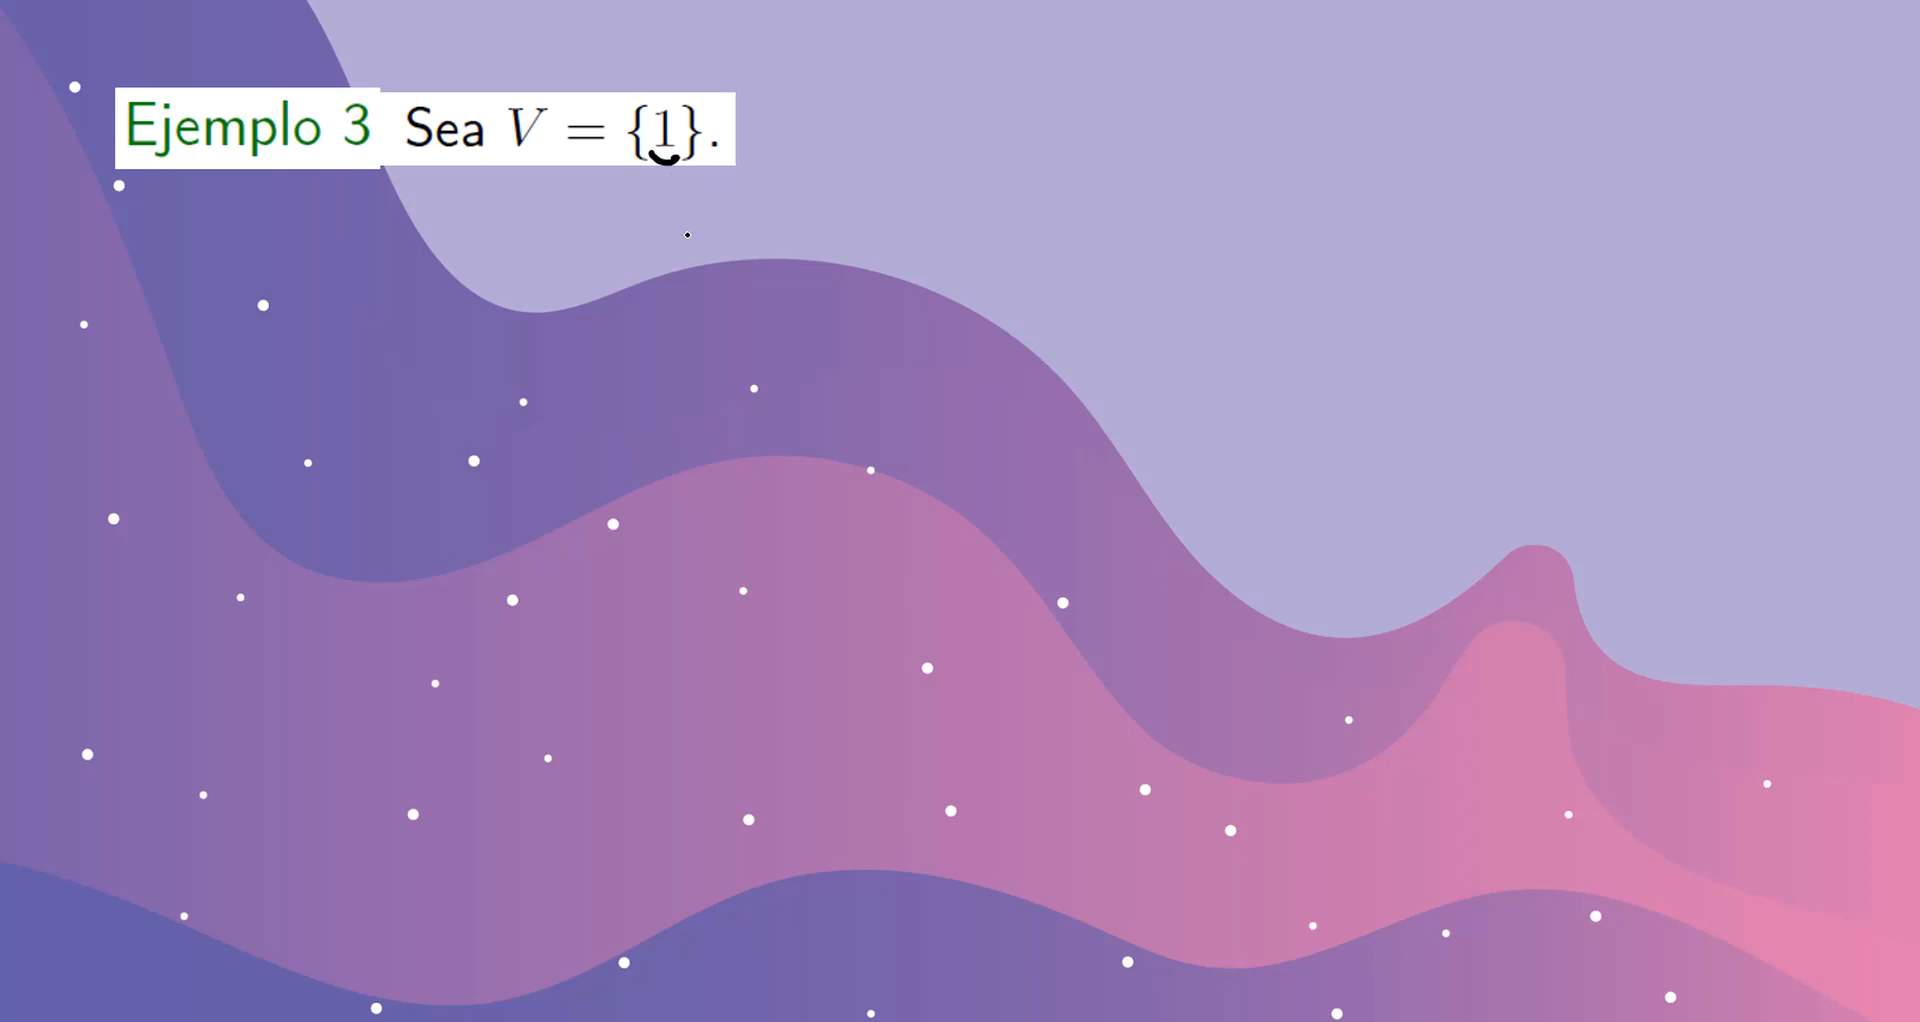 Ejemplo 3 Sea V = {1}.